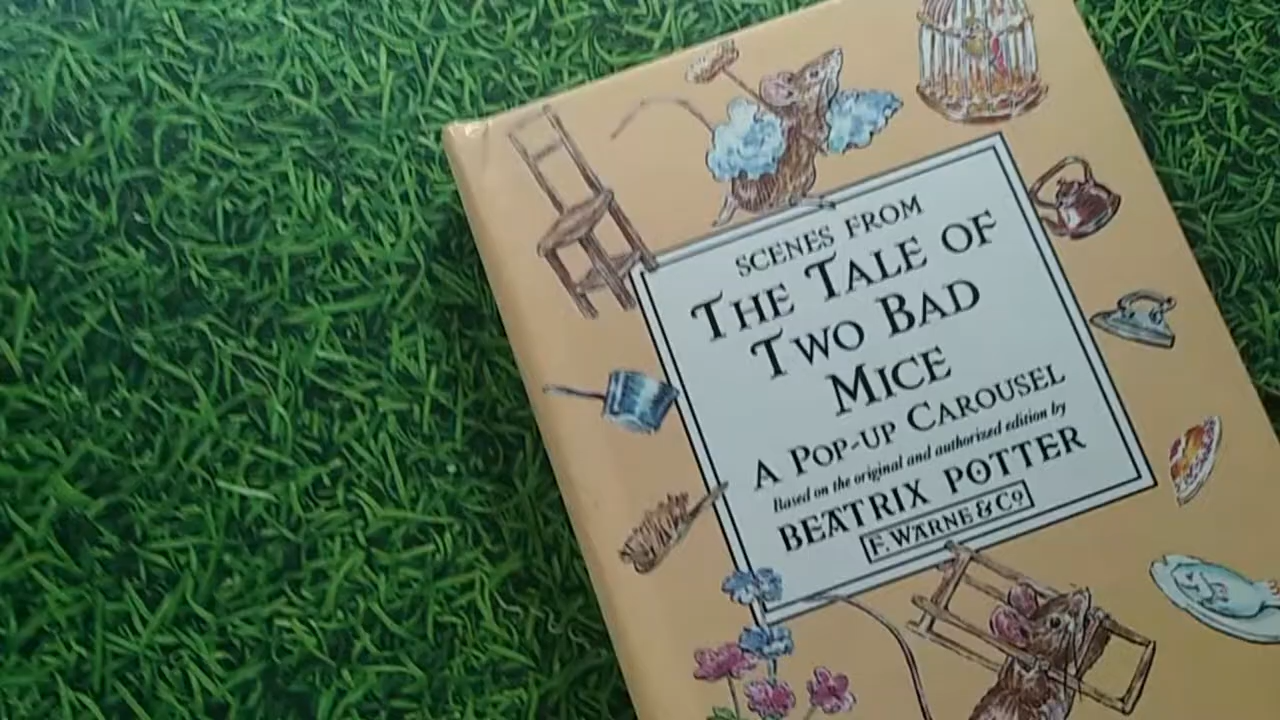 SCENES FROM
THE TALE OF
TWO BAD
MICE
A POP-UP CAROUSEL
Based on the original and authorized edition by
BEATRIX POTTER
F. WARNE & Co